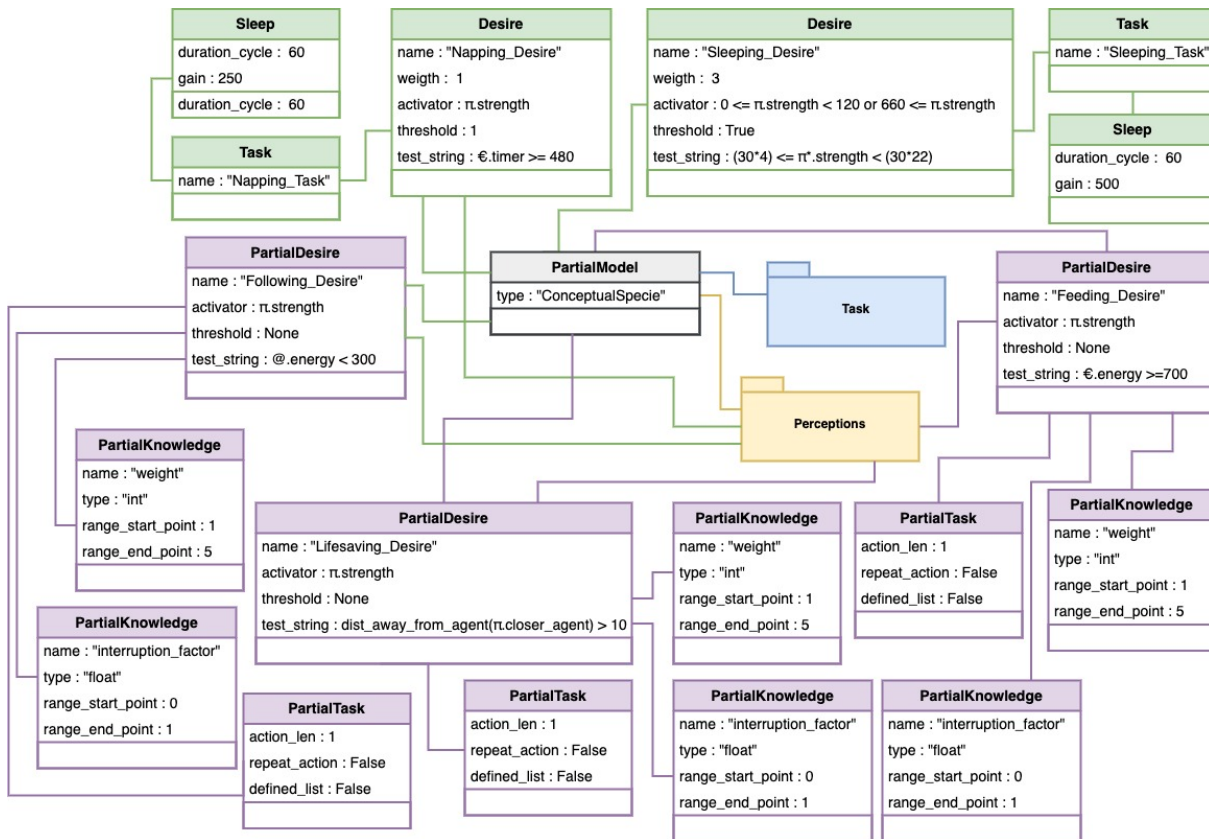 Sleep
duration_cycle : 60
gain : 250
duration_cycle : 60
Desire
name : "Napping_Desire"
weigth : 1
activator : π.strength
threshold : 1
test_string : €.timer >= 480
Desire
name : "Sleeping_Desire"
weigth : 3
activator : 0 <= π.strength < 120 or 660 <= π.strength
threshold : True
test_string : (30*4) <= π*.strength < (30*22)
Task
name : "Sleeping_Task"
Sleep
duration_cycle : 60
gain : 500
Task
name : "Napping_Task"
PartialDesire
name : "Following_Desire"
activator : π.strength
threshold : None
test_string : @.energy < 300
PartialModel
type : "ConceptualSpecie"
Task
PartialDesire
name : "Feeding_Desire"
activator : π.strength
threshold : None
test_string : €.energy >=700
Perceptions
PartialKnowledge
name : "weight"
type : "int"
range_start_point : 1
range_end_point : 5
PartialDesire
name : "Lifesaving_Desire"
activator : π.strength
threshold : None
test_string : dist_away_from_agent(π.closer_agent) > 10
PartialKnowledge
name : "weight"
type : "int"
range_start_point : 1
range_end_point : 5
PartialTask
action_len : 1
repeat_action : False
defined_list : False
PartialKnowledge
name : "weight"
type : "int"
range_start_point : 1
range_end_point : 5
PartialKnowledge
name : "interruption_factor"
type : "float"
range_start_point : 0
range_end_point : 1
PartialTask
action_len : 1
repeat_action : False
defined_list : False
PartialTask
action_len : 1
repeat_action : False
defined_list : False
PartialKnowledge
name : "interruption_factor"
type : "float"
range_start_point : 0
range_end_point : 1
PartialKnowledge
name : "interruption_factor"
type : "float"
range_start_point : 0
range_end_point : 1